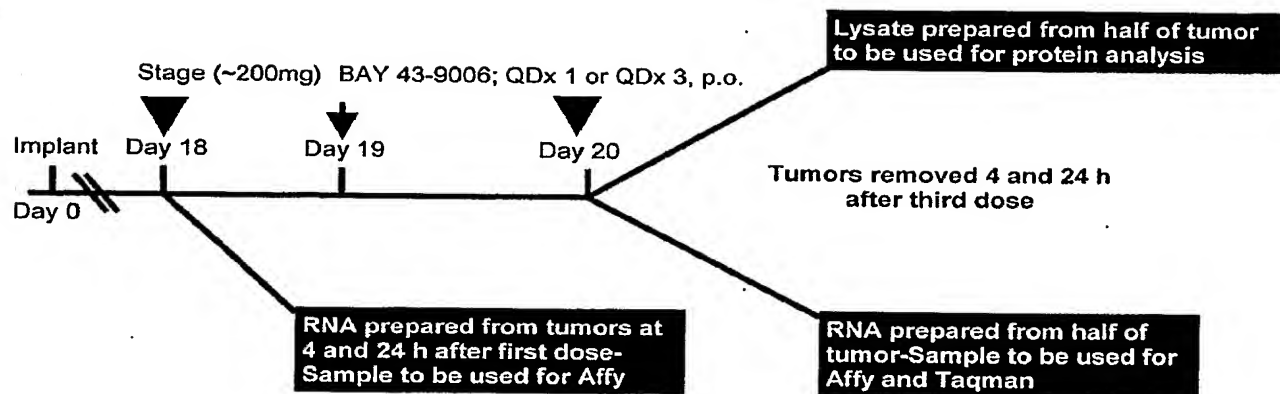 Lysate prepared from half of tumor
to be used for protein analysis
Stage (~200mg) BAY 43-9006; QDx 1 or QDx 3, p.o.
Implant
Day 18
Day 19
Day 20
Day 0
Tumors removed 4 and 24 h
after third dose
RNA prepared from tumors at
4 and 24 h after first dose-
Sample to be used for Affy
RNA prepared from half of
tumor-Sample to be used for
Affy and Taqman